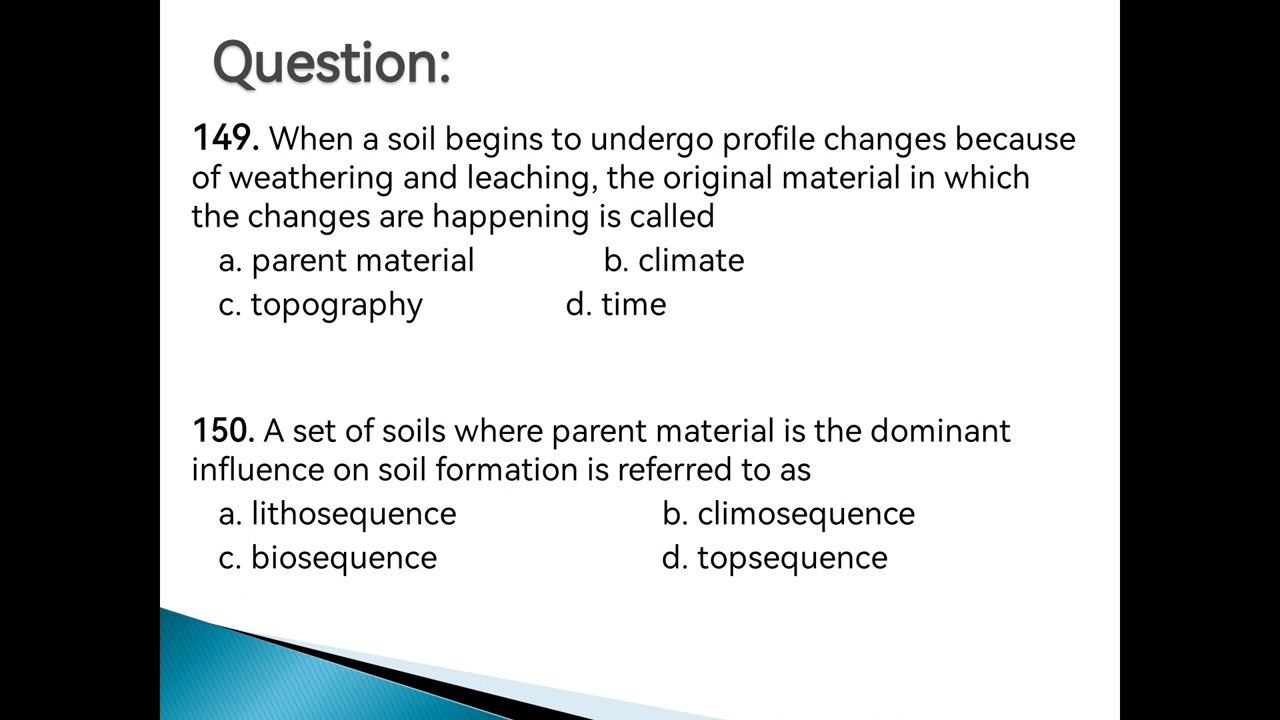 Question:
149. When a soil begins to undergo profile changes because
of weathering and leaching, the original material in which
the changes are happening is called
a. parent material b. climate
c. topography d. time
150. A set of soils where parent material is the dominant
influence on soil formation is referred to as
a. lithosequence b. climosequence
c. biosequence d. topsequence